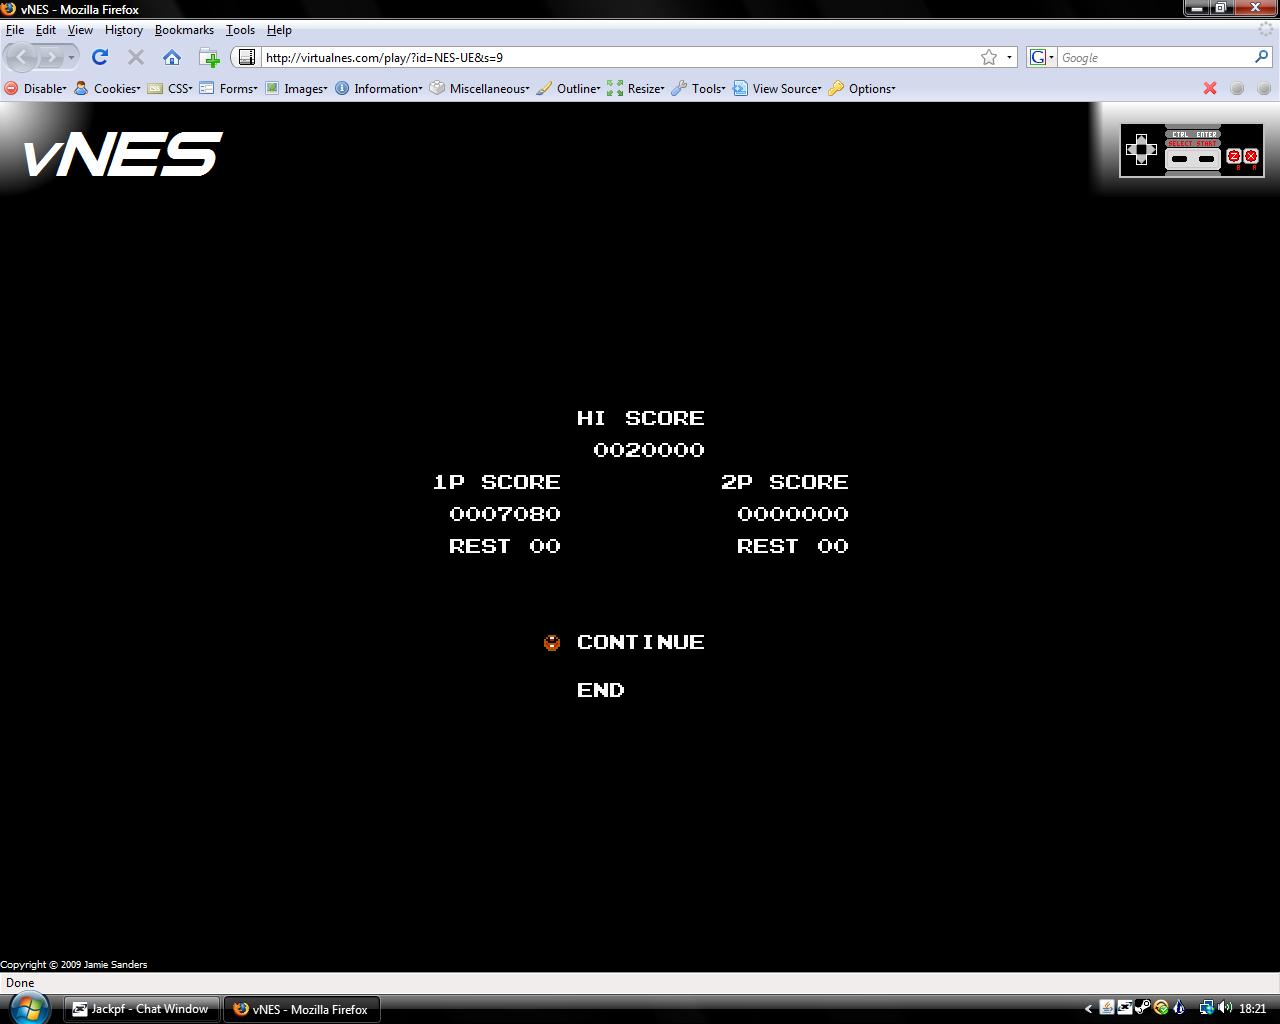 vNES - Mozilla Firefox
File Edit View History Bookmarks Tools Help
http://virtualnes.com/play/?id=NES-UE&s=9
Google
Disable Cookies CSS Forms Images Information Miscellaneous Outline Resize Tools View Source Options
vNES
CTRL ENTER
SELECT START
Z X
B A
HI SCORE
0020000
1P SCORE 2P SCORE
0007080 0000000
REST 00 REST 00
CONTINUE
END
Copyright © 2009 Jamie Sanders
Done
Jackpf - Chat Window vNES - Mozilla Firefox 18:21